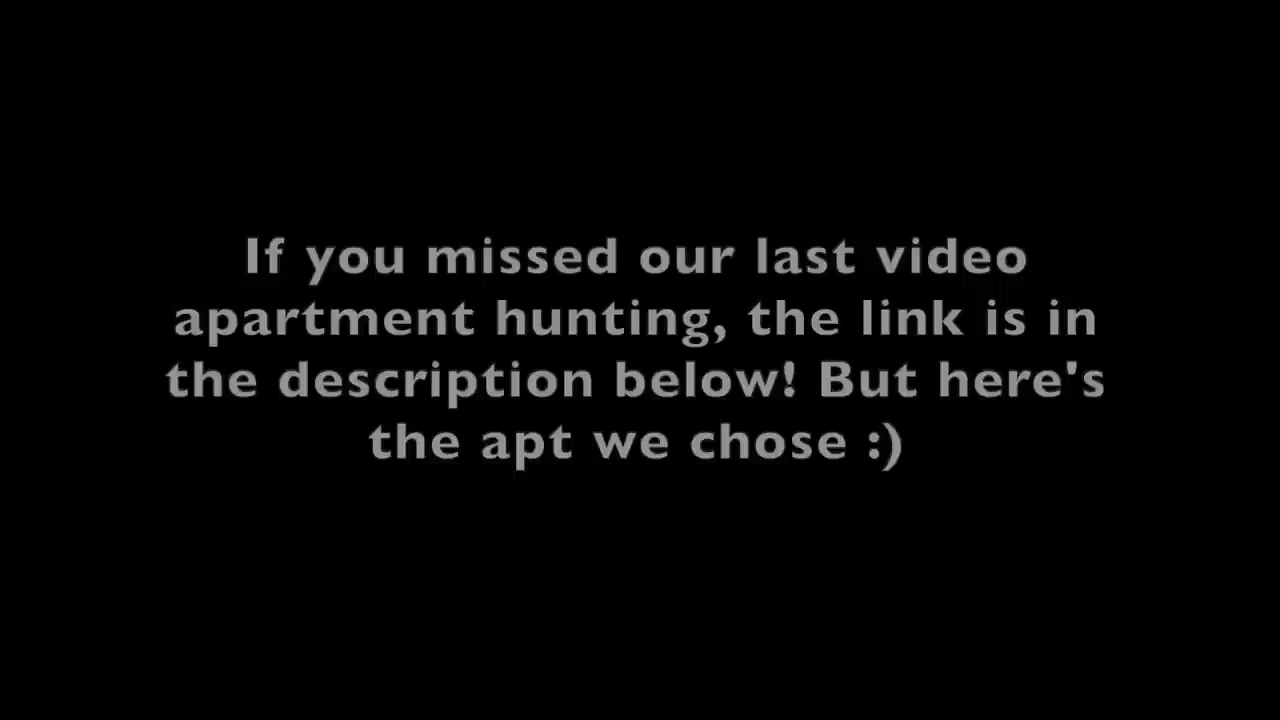 If you missed our last video
apartment hunting, the link is in
the description below! But here's
the apt we chose :)